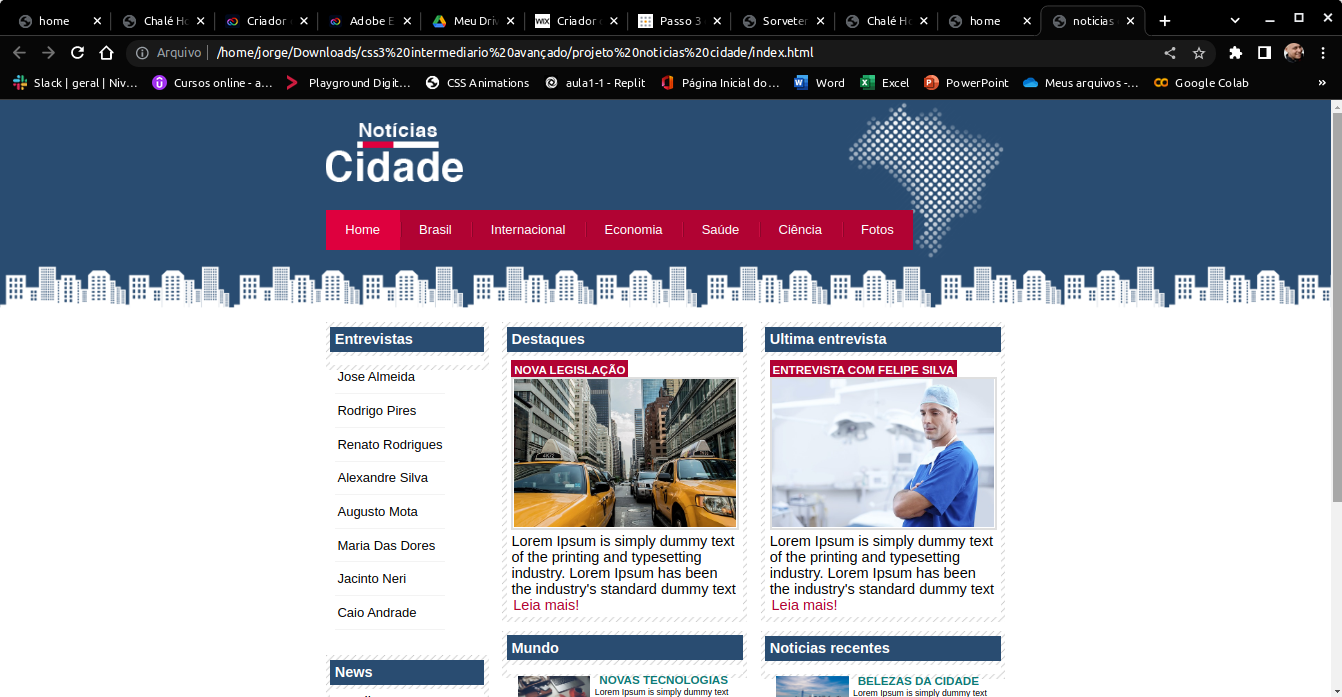 home
Chalé Ho
Criador
Adobe E
Meu Driv
WiX
Criador
Passo 3
Sorveter
Chalé Ho
home
noticias
Arquivo
/home/jorge/Downloads/css3%20intermediario%20avançado/projeto%20noticias%20cidade/index.html
Slack | geral | Niv...
Cursos online - a...
Playground Digit...
CSS Animations
aula1-1 - Replit
Página Inicial do...
Word
Excel
PowerPoint
Meus arquivos -...
Google Colab
»
Notícias
Cidade
Home
Brasil
Internacional
Economia
Saúde
Ciência
Fotos
Entrevistas
Jose Almeida
Rodrigo Pires
Renato Rodrigues
Alexandre Silva
Augusto Mota
Maria Das Dores
Jacinto Neri
Caio Andrade
News
Destaques
NOVA LEGISLAÇÃO
Lorem Ipsum is simply dummy text
of the printing and typesetting
industry. Lorem Ipsum has been
the industry's standard dummy text
Leia mais!
Ultima entrevista
ENTREVISTA COM FELIPE SILVA
Lorem Ipsum is simply dummy text
of the printing and typesetting
industry. Lorem Ipsum has been
the industry's standard dummy text
Leia mais!
Mundo
NOVAS TECNOLOGIAS
Lorem Ipsum is simply dummy text
Noticias recentes
BELEZAS DA CIDADE
Lorem Ipsum is simply dummy text